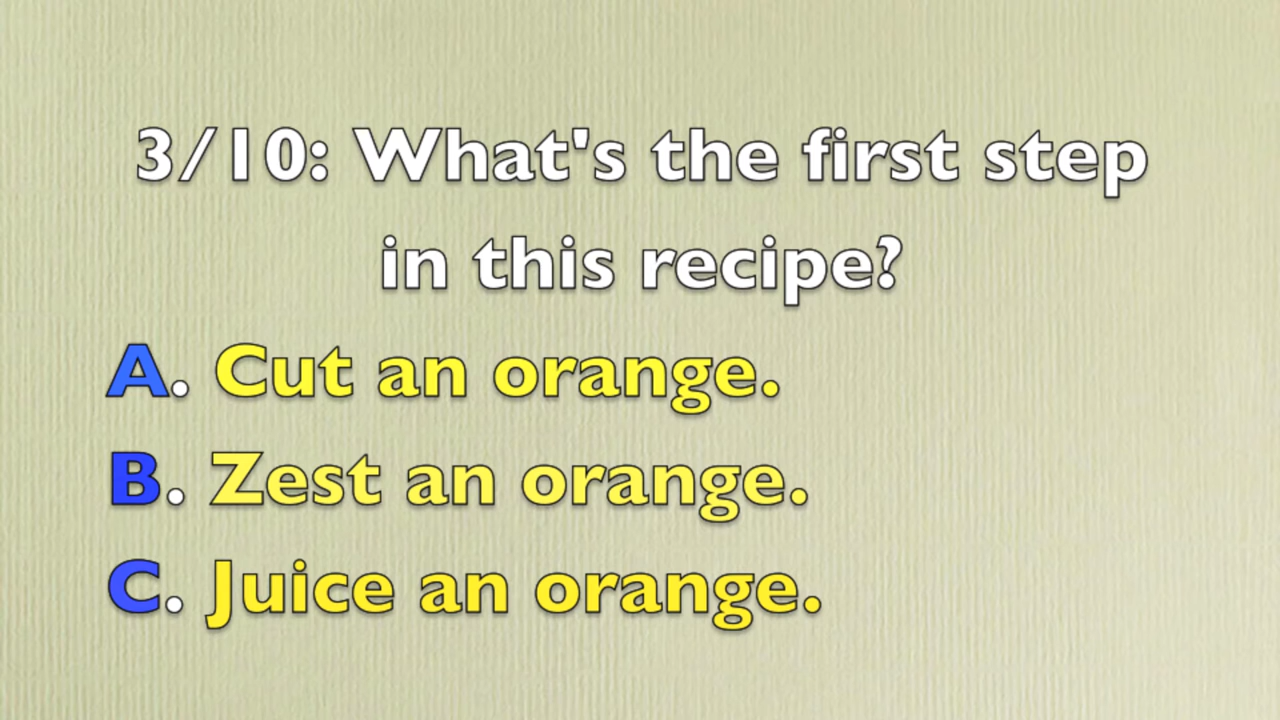 3/10: What's the first step
in this recipe?
A. Cut an orange.
B. Zest an orange.
C. Juice an orange.